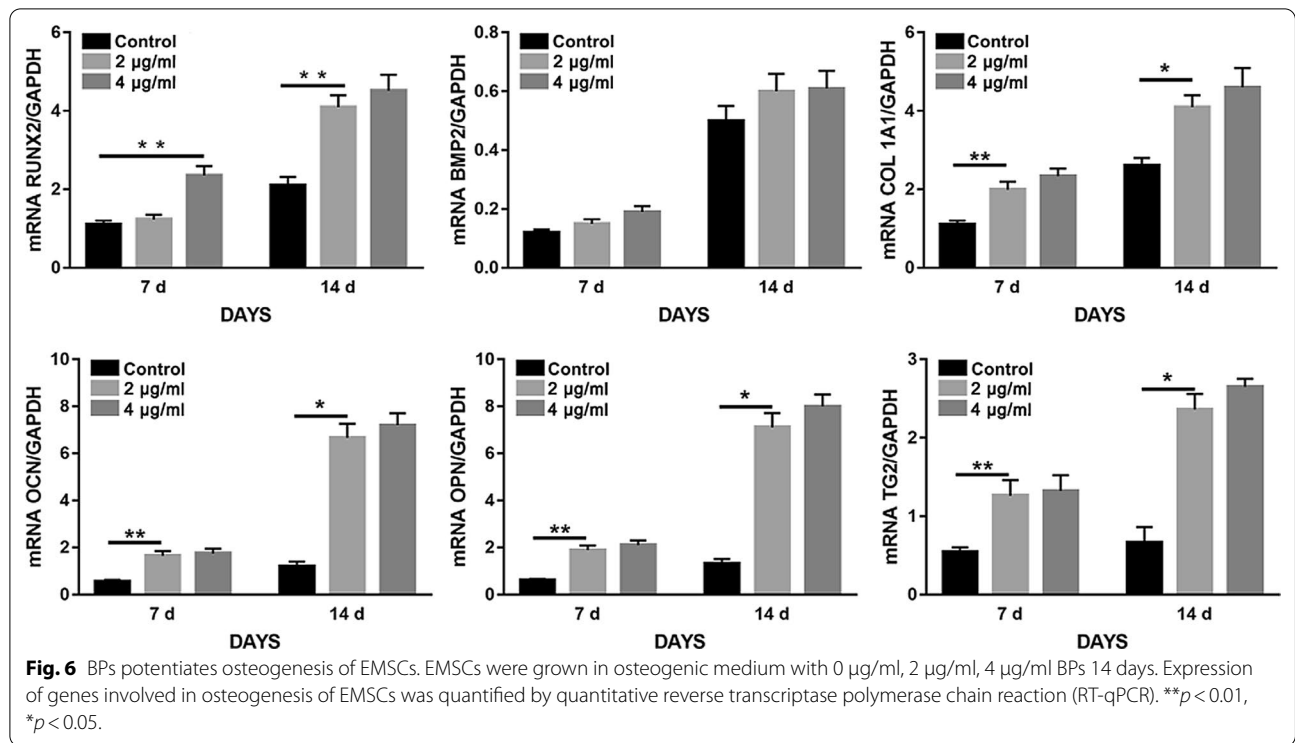 mRNA RUNX2/GAPDH
6
4
2
0
Control
2 µg/ml
4 µg/ml
* *
* *
7 d
14 d
DAYS
mRNA BMP2/GAPDH
0.8
0.6
0.4
0.2
0.0
Control
2 µg/ml
4 µg/ml
7 d
14 d
DAYS
mRNA COL 1A1/GAPDH
6
4
2
0
Control
2 µg/ml
4 µg/ml
**
*
7 d
14 d
DAYS
mRNA OCN/GAPDH
10
8
6
4
2
0
Control
2 µg/ml
4 µg/ml
**
*
7 d
14 d
DAYS
mRNA OPN/GAPDH
10
8
6
4
2
0
Control
2 µg/ml
4 µg/ml
**
*
7 d
14 d
DAYS
mRNA TG2/GAPDH
3
2
1
0
Control
2 µg/ml
4 µg/ml
**
*
7 d
14 d
DAYS
Fig. 6 BPs potentiates osteogenesis of EMSCs. EMSCs were grown in osteogenic medium with 0 µg/ml, 2 µg/ml, 4 µg/ml BPs 14 days. Expression
of genes involved in osteogenesis of EMSCs was quantified by quantitative reverse transcriptase polymerase chain reaction (RT-qPCR). **p < 0.01,
*p < 0.05.